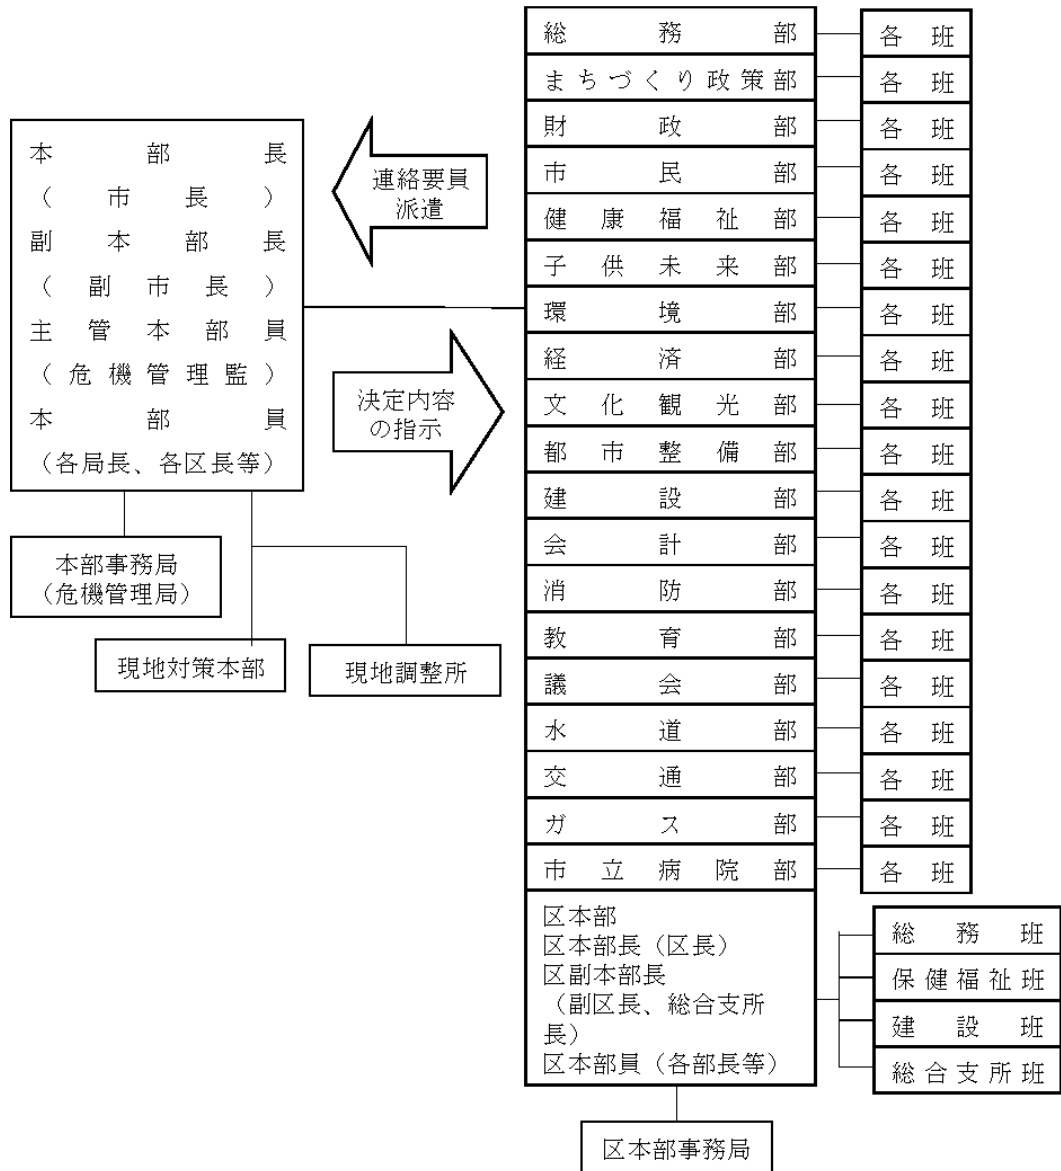 本部長
（市長）
副本部長
（副市長）
主管本部員
（危機管理監）
本部員
（各局長、各区長等）
本部事務局
（危機管理局）
現地対策本部
現地調整所
連絡要員
派遣
決定内容
の指示
総務部
各班
まちづくり政策部
各班
財政部
各班
市民部
各班
健康福祉部
各班
子供未来部
各班
環境部
各班
経済部
各班
文化観光部
各班
都市整備部
各班
建設部
各班
会計部
各班
消防部
各班
教育部
各班
議会部
各班
水道部
各班
交通部
各班
ガス部
各班
市立病院部
各班
区本部
区本部長（区長）
区副本部長
（副区長、総合支所
長）
区本部員（各部長等）
総務班
保健福祉班
建設班
総合支所班
区本部事務局